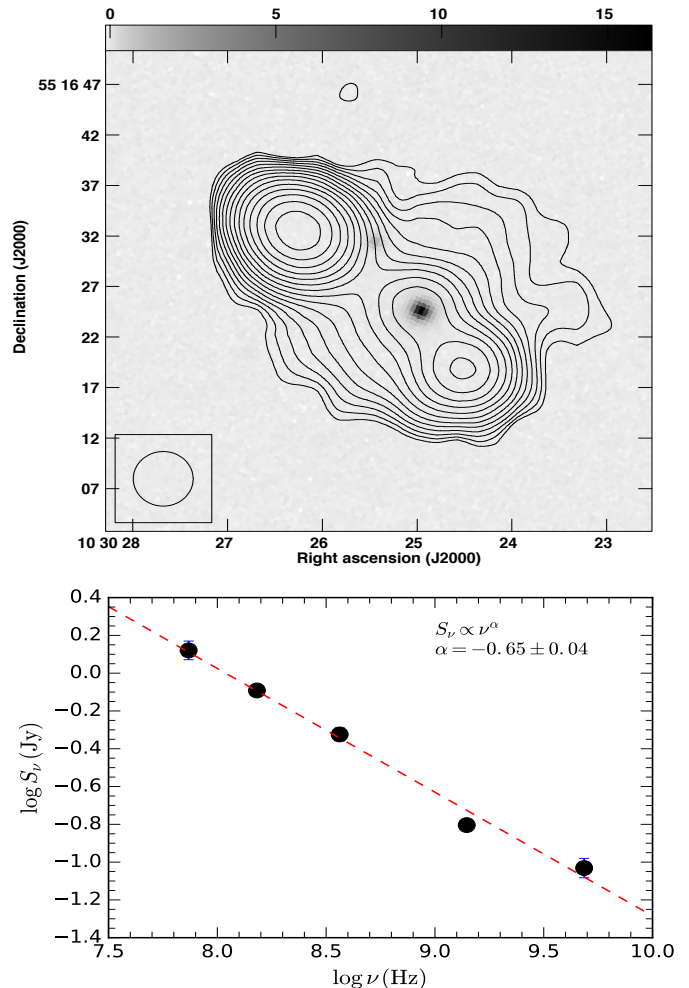 0 5 10 15
55 16 47
42
37
32
27
22
17
12
07
Declination (J2000)
10 30 28 27 26 25 24 23
Right ascension (J2000)
0.4
0.2
0.0
−0.2
−0.4
−0.6
−0.8
−1.0
−1.2
−1.4
log Sν (Jy)
Sν ∝ ν^α
α = −0.65 ± 0.04
7.5 8.0 8.5 9.0 9.5 10.0
log ν (Hz)